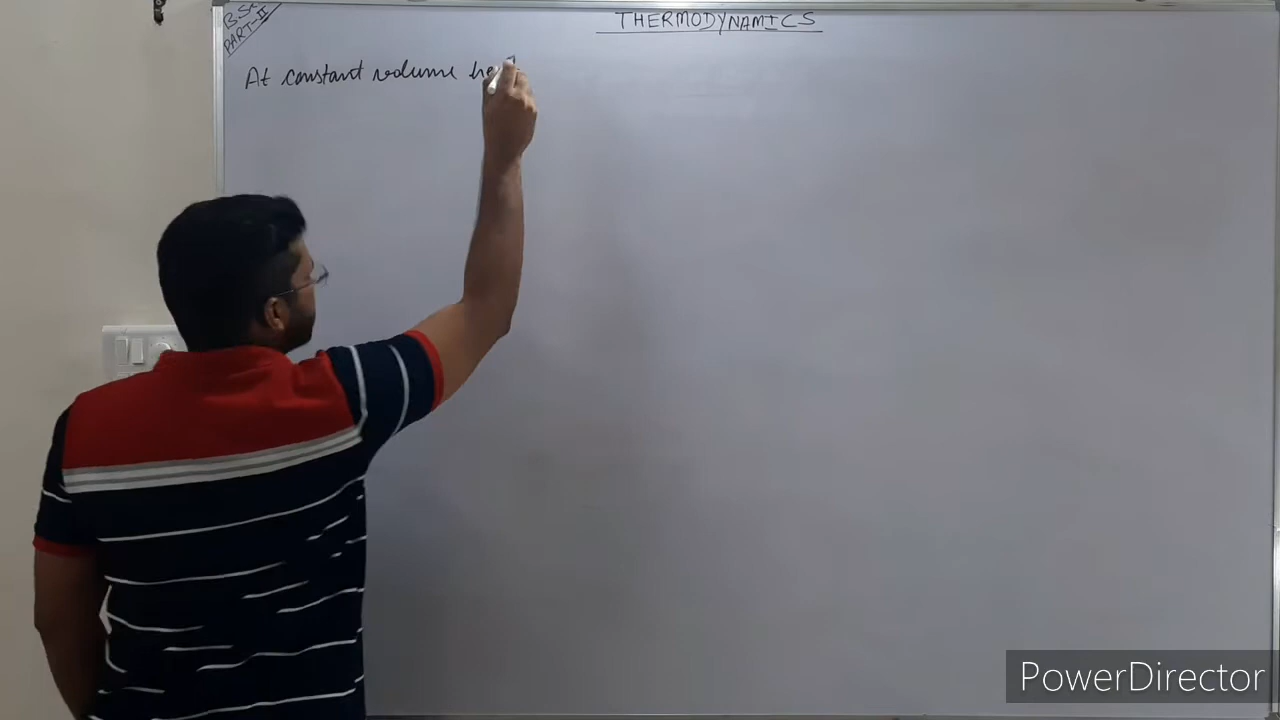 B.SC
PART-II
THERMODYNAMICS
At constant volume
PowerDirector